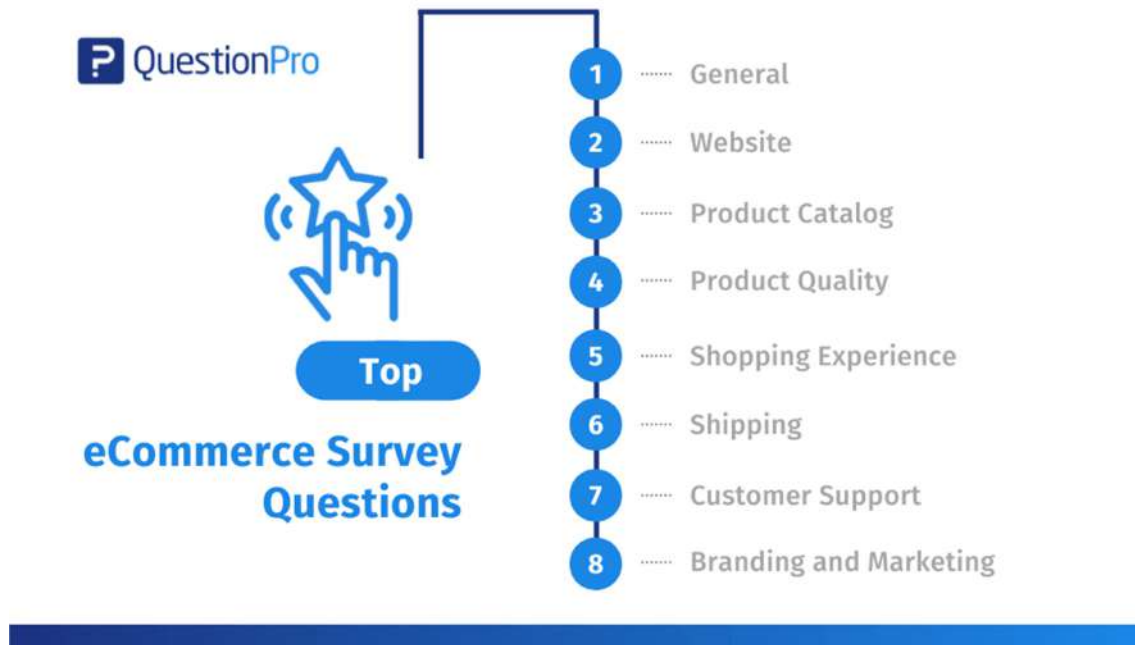 QuestionPro
Top
eCommerce Survey
Questions
1 ....... General
2 ....... Website
3 ....... Product Catalog
4 ....... Product Quality
5 ....... Shopping Experience
6 ....... Shipping
7 ....... Customer Support
8 ....... Branding and Marketing